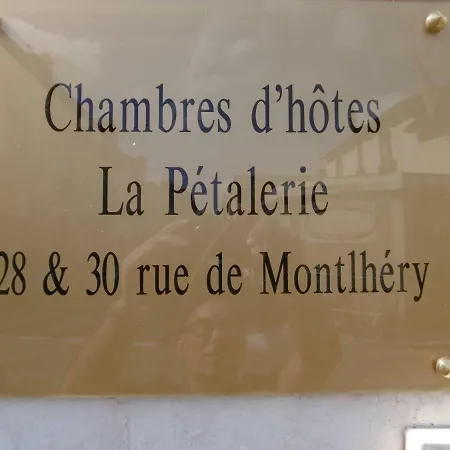 Chambres d'hôtes
La Pétalerie
28 & 30 rue de Montlhéry